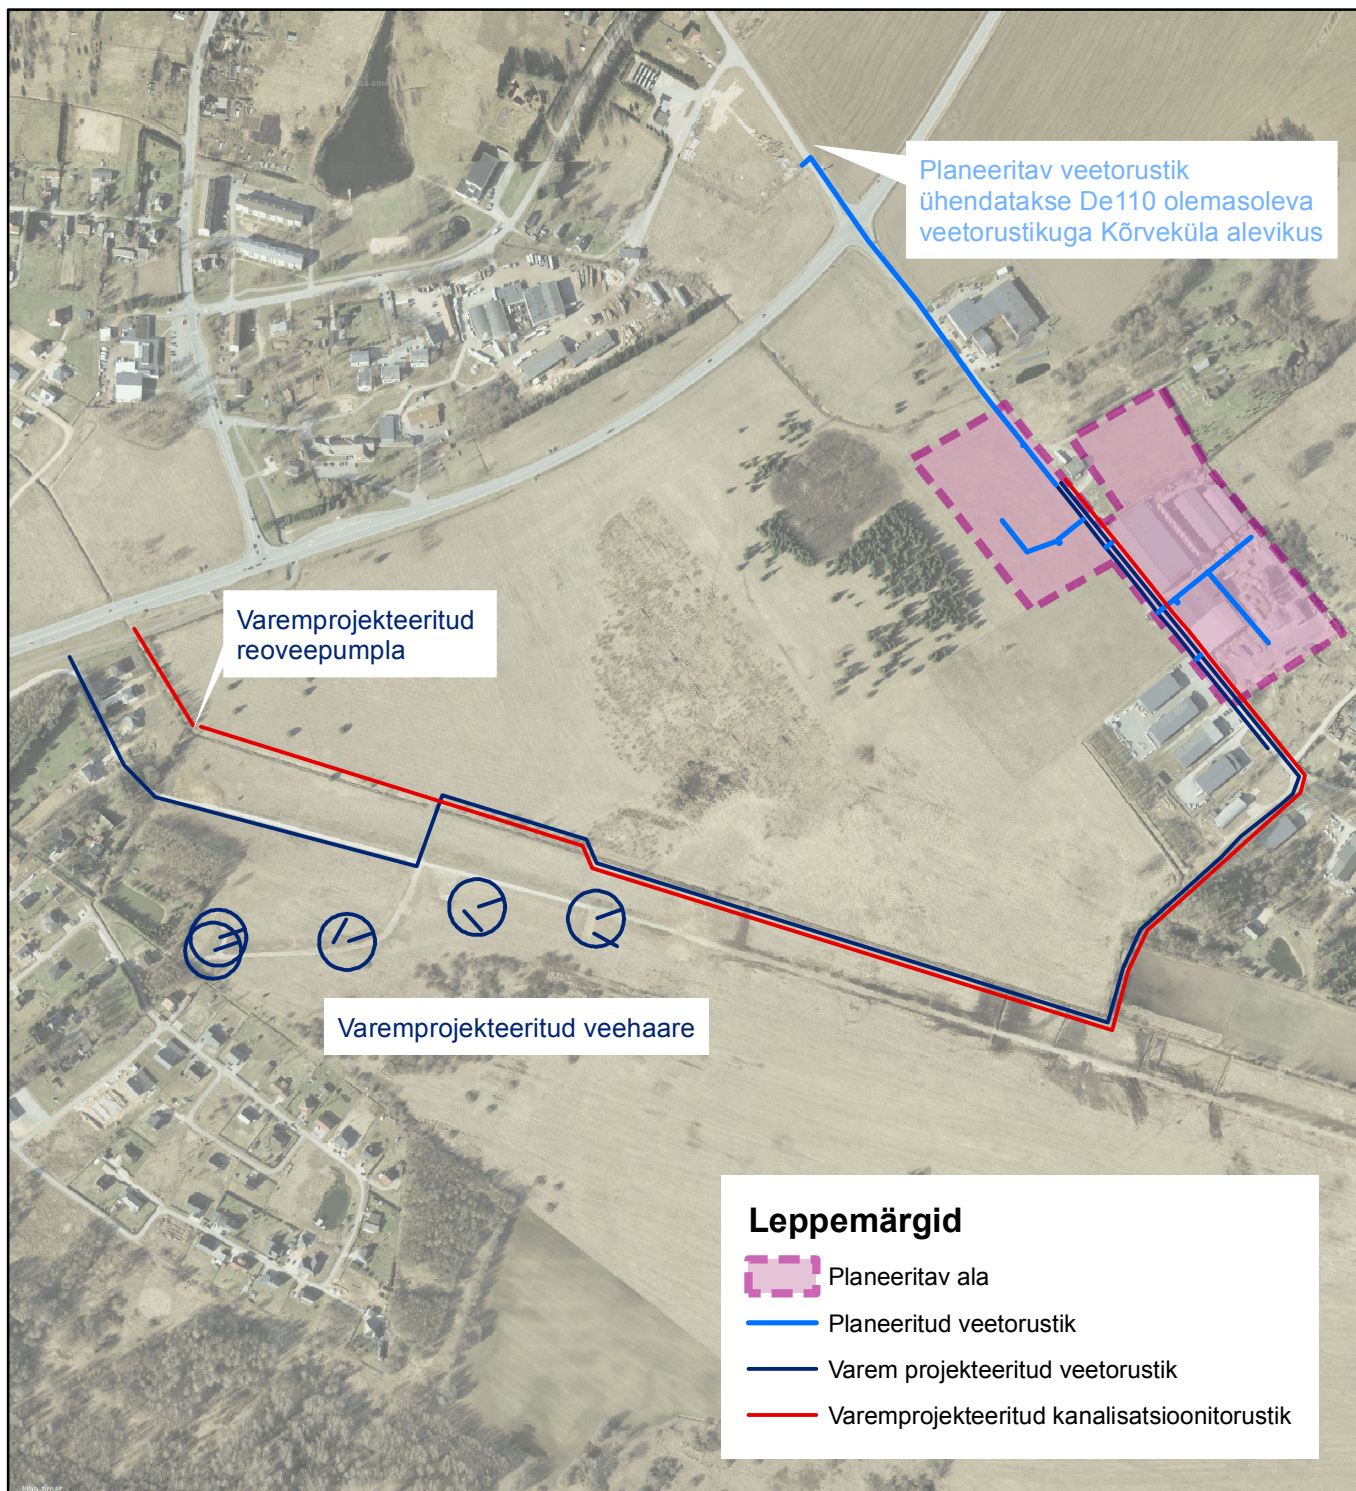 Planeeritav veetorustik
ühendatakse De110 olemasoleva
veetorustikuga Kõrveküla alevikus
Varemprojekteeritud
reoveepumpla
Varemprojekteeritud veehaare
Leppemärgid
Planeeritav ala
Planeeritud veetorustik
Varem projekteeritud veetorustik
Varemprojekteeritud kanalisatsioonitorustik